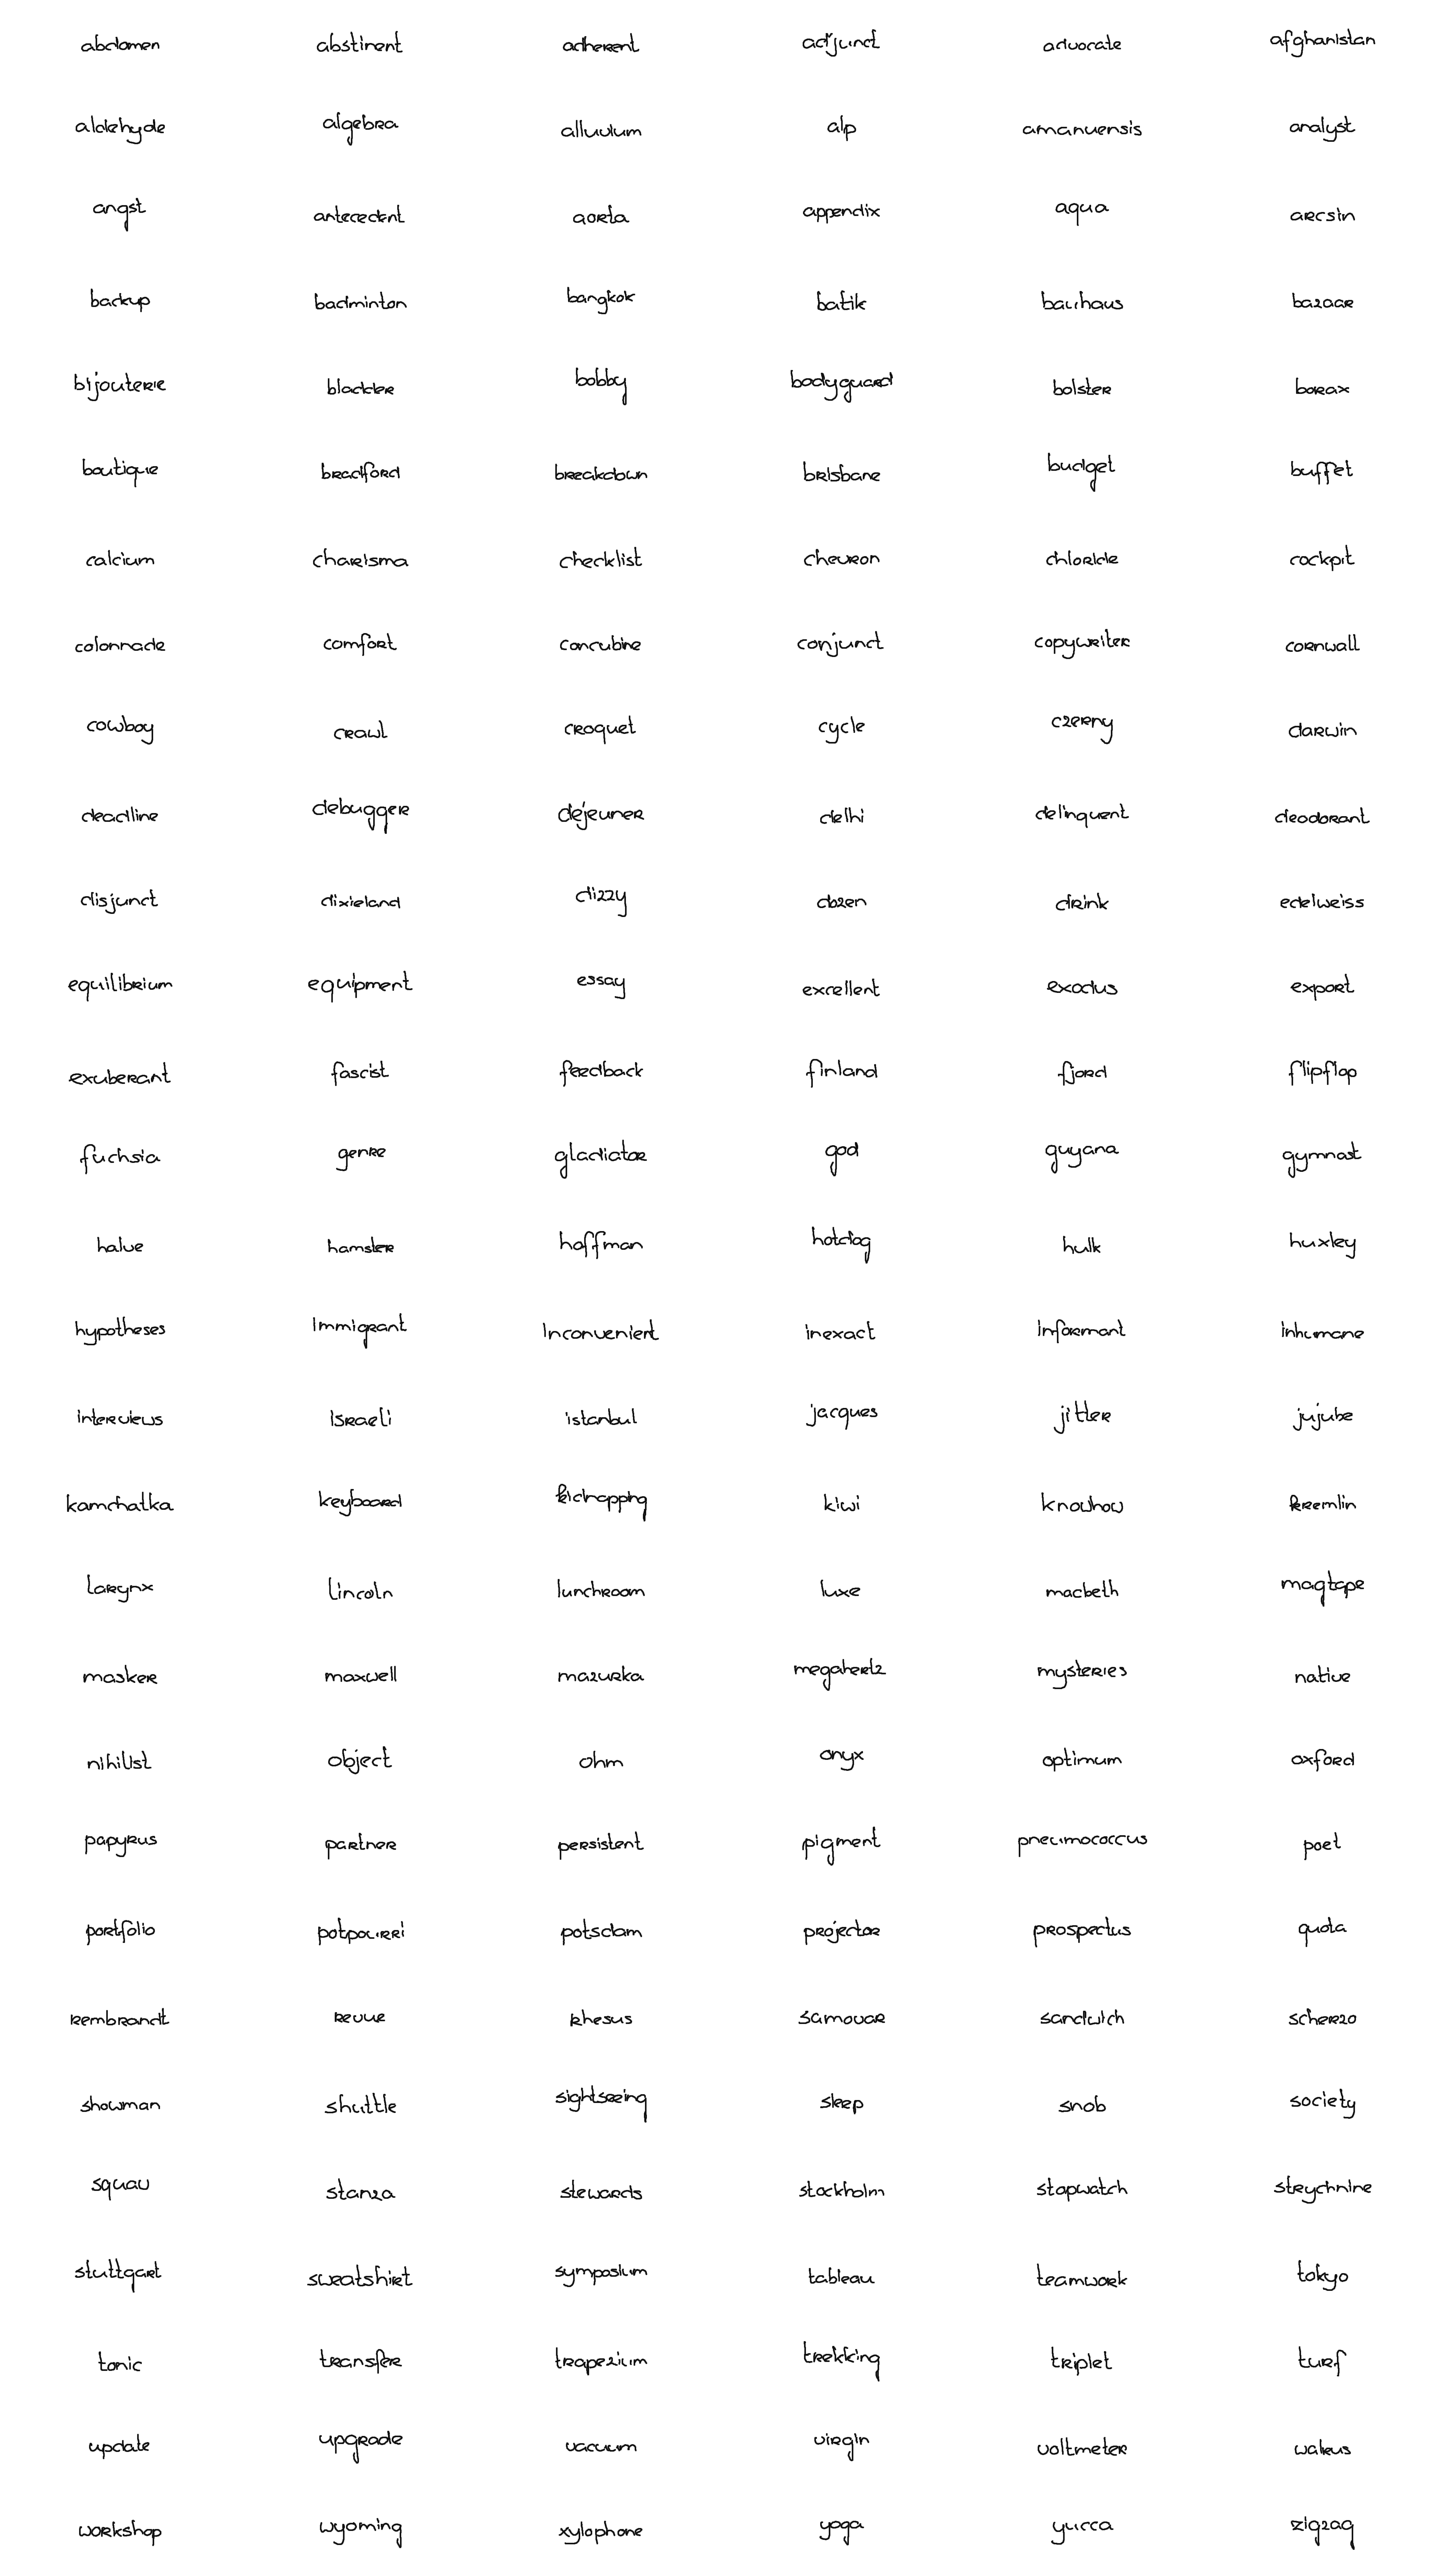 abdomen abstinent adherent adjunct advocate afghanistan
aldehyde algebra alluvium alp amanuensis analyst
angst antecedent aorta appendix aqua arcsin
backup badminton bangkok batik bauhaus bazaar
bijouterie bladder bobby bodyguard bolster borax
boutique bradford breakdown brisbane budget buffet
calcium charisma checklist chevron chloride cockpit
colonnade comfort concubine conjunct copywriter cornwall
cowboy crawl croquet cycle czerny darwin
deadline debugger dejeuner delhi delinquent deodorant
disjunct dixieland dizzy dozen drink edelweiss
equilibrium equipment essay excellent exodus export
exuberant fascist feedback finland fjord flipflop
fuchsia genre gladiator god guyana gymnast
halve hamster hoffman hotdog hulk huxley
hypotheses immigrant inconvenient inexact informant inhumane
interviews israeli istanbul jacques jitter jujube
kamchatka keyboard kidnapping kiwi knowhow kremlin
larynx lincoln lunchroom luxe macbeth magtape
masker maxwell mazurka megahertz mysteries native
nihilist object ohm onyx optimum oxford
papyrus partner persistent pigment pneumococcus poet
portfolio potpourri potsdam projector prospectus quota
rembrandt revue rhesus samovar sandwich scherzo
showman shuttle sightseeing sleep snob society
squaw stanza stewards stockholm stopwatch strychnine
stuttgart sweatshirt symposium tableau teamwork tokyo
tonic transfer trapezium trekking triplet turf
update upgrade vacuum virgin voltmeter walrus
workshop wyoming xylophone yoga yucca zigzag